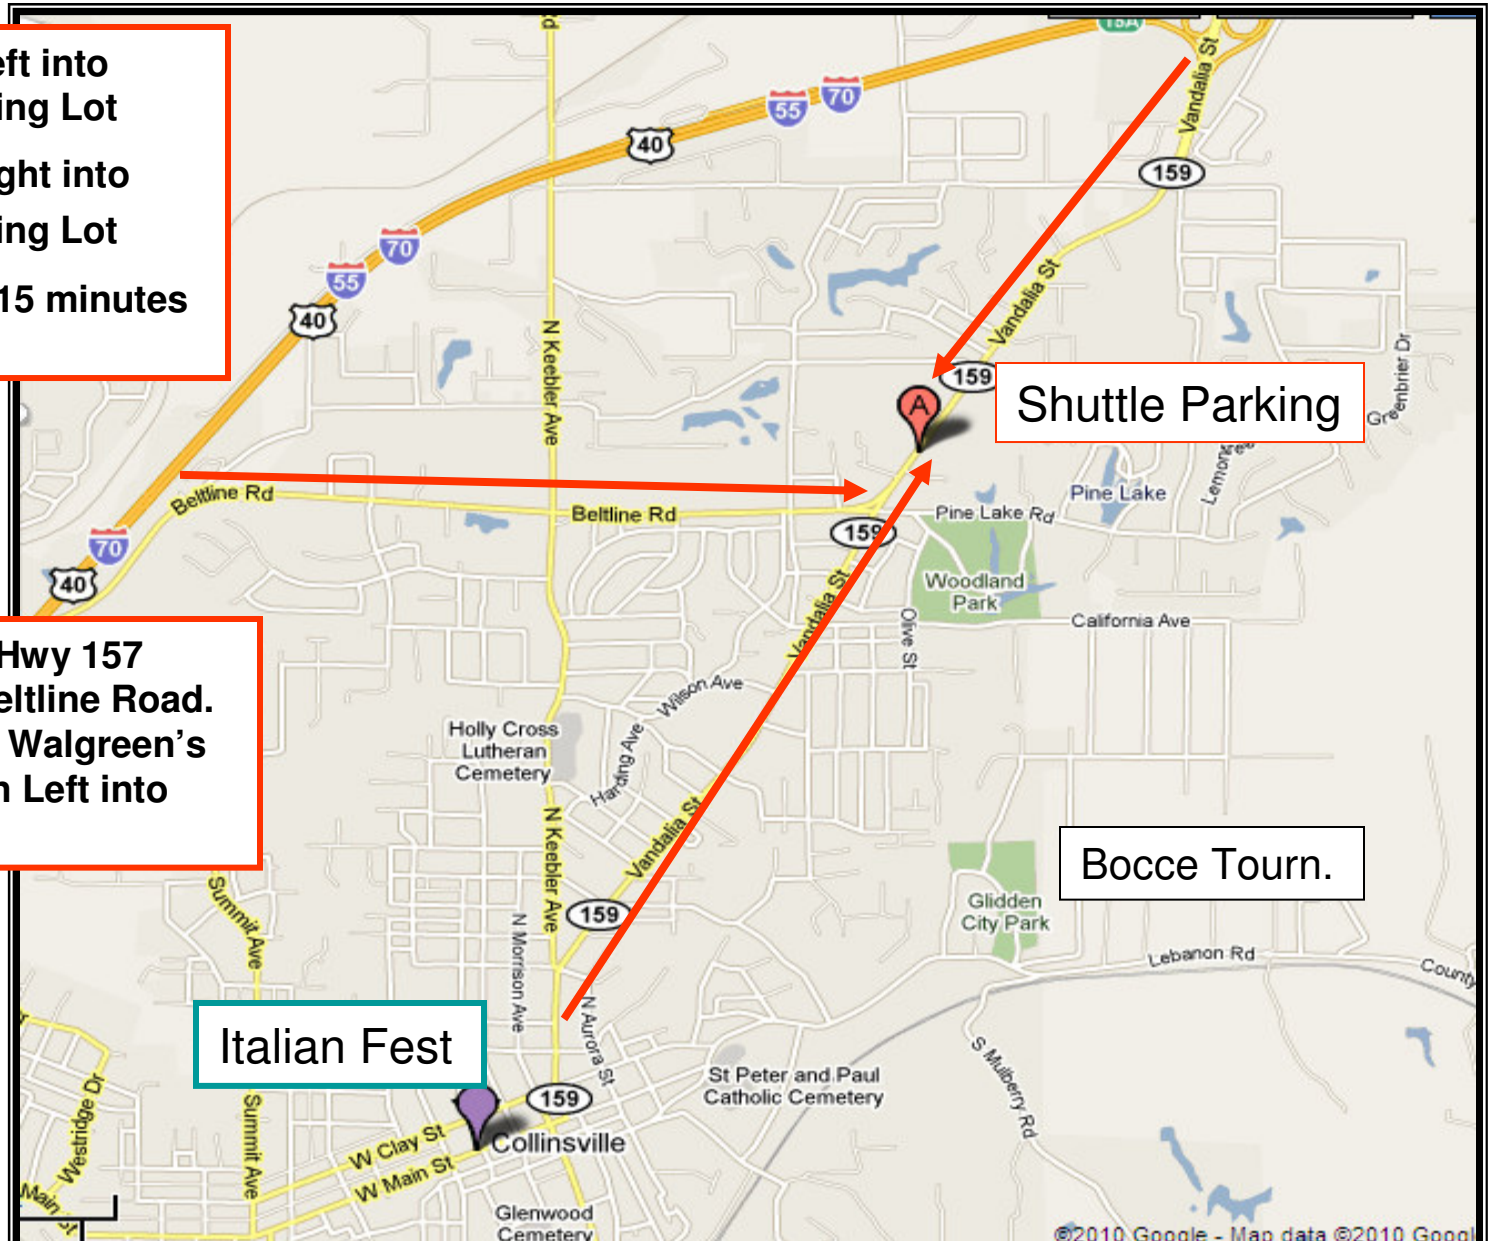 eft into
ing Lot
ght into
ing Lot
15 minutes
Rd
15A
Vandalia St
55
70
40
159
70
55
40
N Keebler Ave
Vandalia St
159
A
Shuttle Parking
Greenbrier Dr
Beltline Rd
Beltline Rd
Pine Lake
Pine Lake Rd
159
70
40
Woodland
Park
Vandalia St
Olive St
California Ave
Hwy 157
eltline Road.
Walgreen's
n Left into
Wilson Ave
Holly Cross
Lutheran
Cemetery
Harding Ave
N Keebler Ave
Vandalia St
Bocce Tourn.
Glidden
City Park
159
Summit Ave
N Morrison Ave
Lebanon Rd
County
Italian Fest
N Aurora St
S Mulberry Rd
St Peter and Paul
Catholic Cemetery
159
Westridge Dr
Summit Ave
W Clay St
Collinsville
W Main St
Main St
Glenwood
Cemetery
©2010 Google - Map data ©2010 Googl